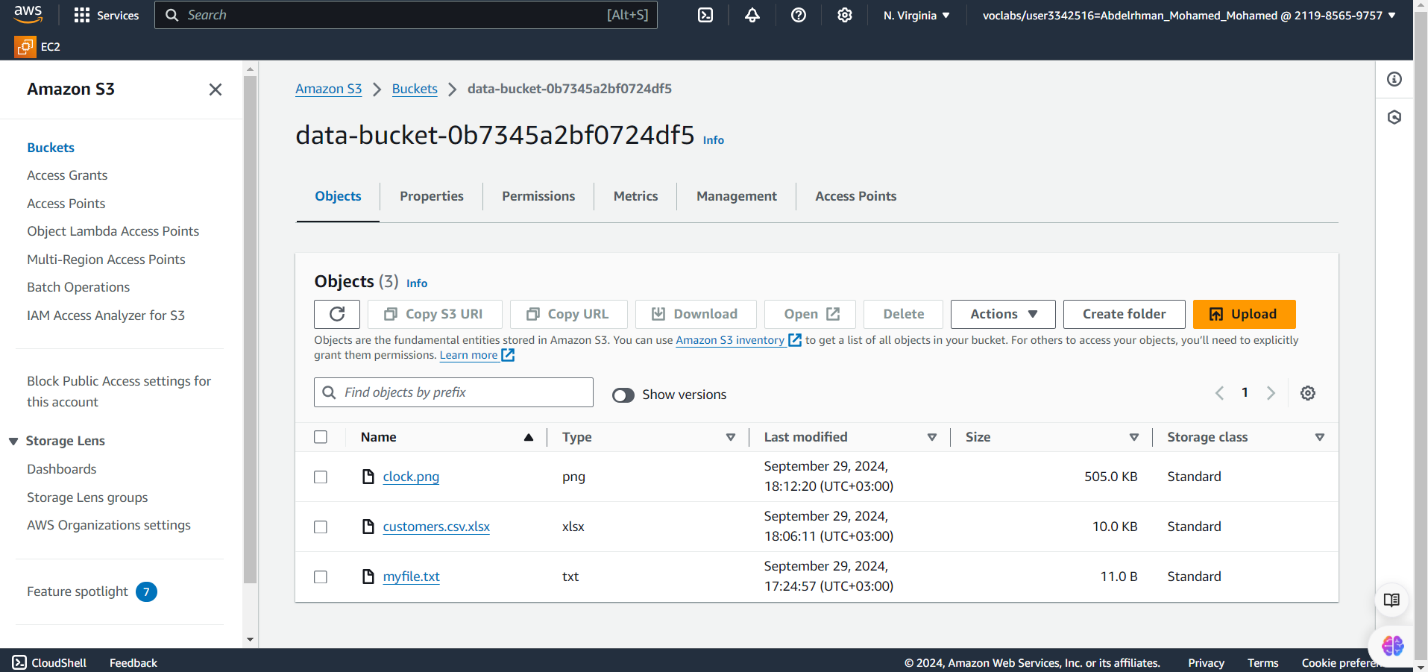 aws
Services
Search
[Alt+S]
N. Virginia
voclabs/user3342516=Abdelrhman_Mohamed_Mohamed @ 2119-8565-9757
EC2
Amazon S3
Buckets
Access Grants
Access Points
Object Lambda Access Points
Multi-Region Access Points
Batch Operations
IAM Access Analyzer for S3
Block Public Access settings for
this account
Storage Lens
Dashboards
Storage Lens groups
AWS Organizations settings
Feature spotlight 7
Amazon S3 > Buckets > data-bucket-0b7345a2bf0724df5
data-bucket-0b7345a2bf0724df5 Info
Objects Properties Permissions Metrics Management Access Points
Objects (3) Info
Copy S3 URI Copy URL Download Open Delete Actions Create folder Upload
Objects are the fundamental entities stored in Amazon S3. You can use Amazon S3 inventory to get a list of all objects in your bucket. For others to access your objects, you'll need to explicitly
grant them permissions. Learn more
Find objects by prefix
Show versions
1
Name Type Last modified Size Storage class
clock.png png September 29, 2024, 18:12:20 (UTC+03:00) 505.0 KB Standard
customers.csv.xlsx xlsx September 29, 2024, 18:06:11 (UTC+03:00) 10.0 KB Standard
myfile.txt txt September 29, 2024, 17:24:57 (UTC+03:00) 11.0 B Standard
CloudShell Feedback © 2024, Amazon Web Services, Inc. or its affiliates. Privacy Terms Cookie prefere